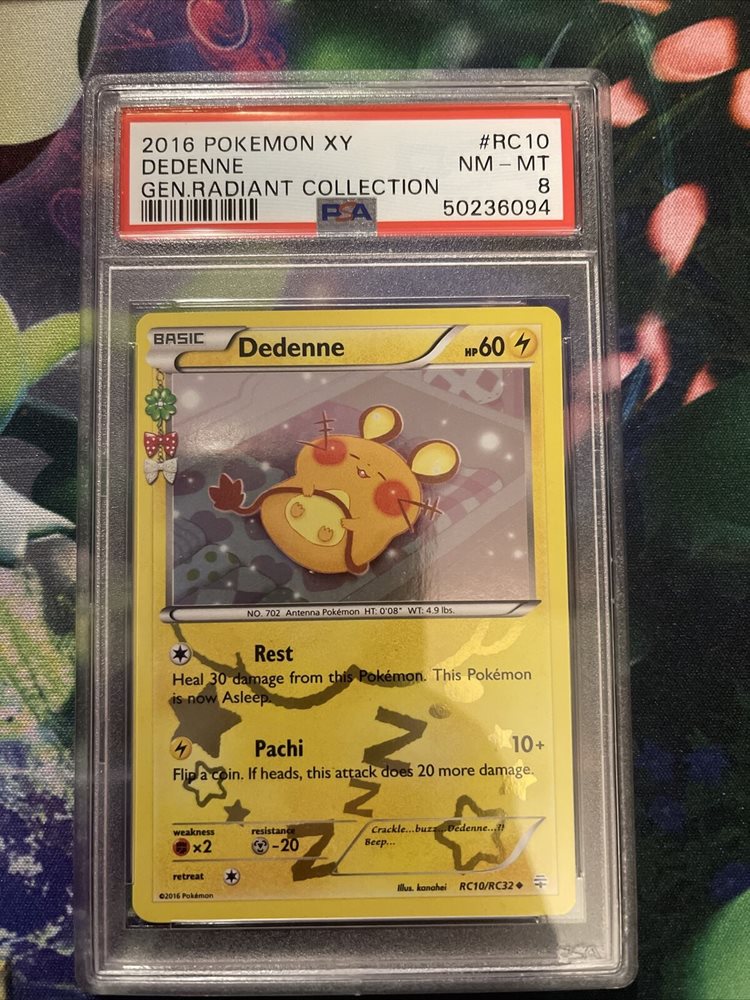 2016 POKEMON XY #RC10
DEDENNE NM-MT
GEN.RADIANT COLLECTION 8
PSA 50236094
BASIC Dedenne HP60
NO. 702 Antenna Pokémon HT: 0'08" WT: 4.9 lbs.
Rest
Heal 30 damage from this Pokémon. This Pokémon
is now Asleep.
Pachi 10+
Flip a coin. If heads, this attack does 20 more damage.
Z
Z
Z
weakness resistance
×2 -20
Crackle...buzz...Dedenne...?!
Beep...
retreat
©2016 Pokémon Illus. kanahei RC10/RC32
PSA